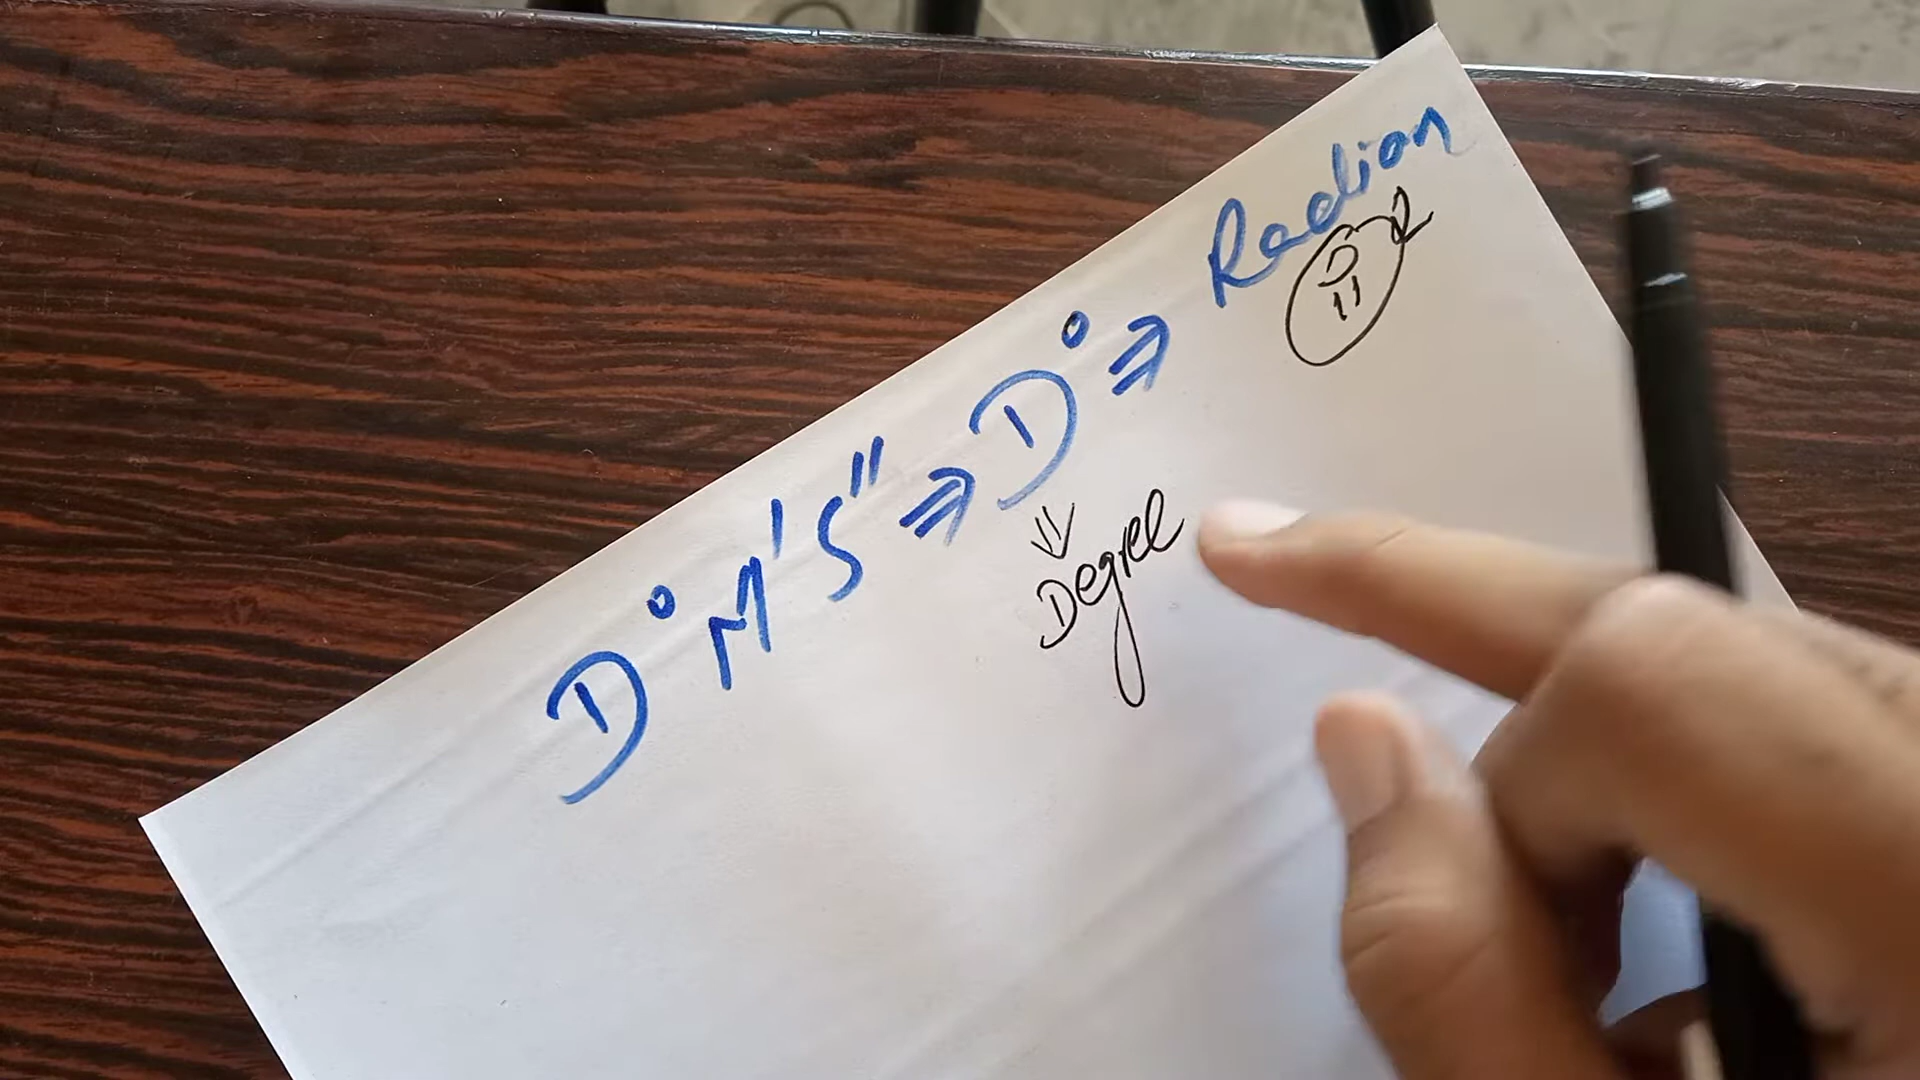 D°M'S" ⇒ D° ⇒ Radian
⇓
Degree